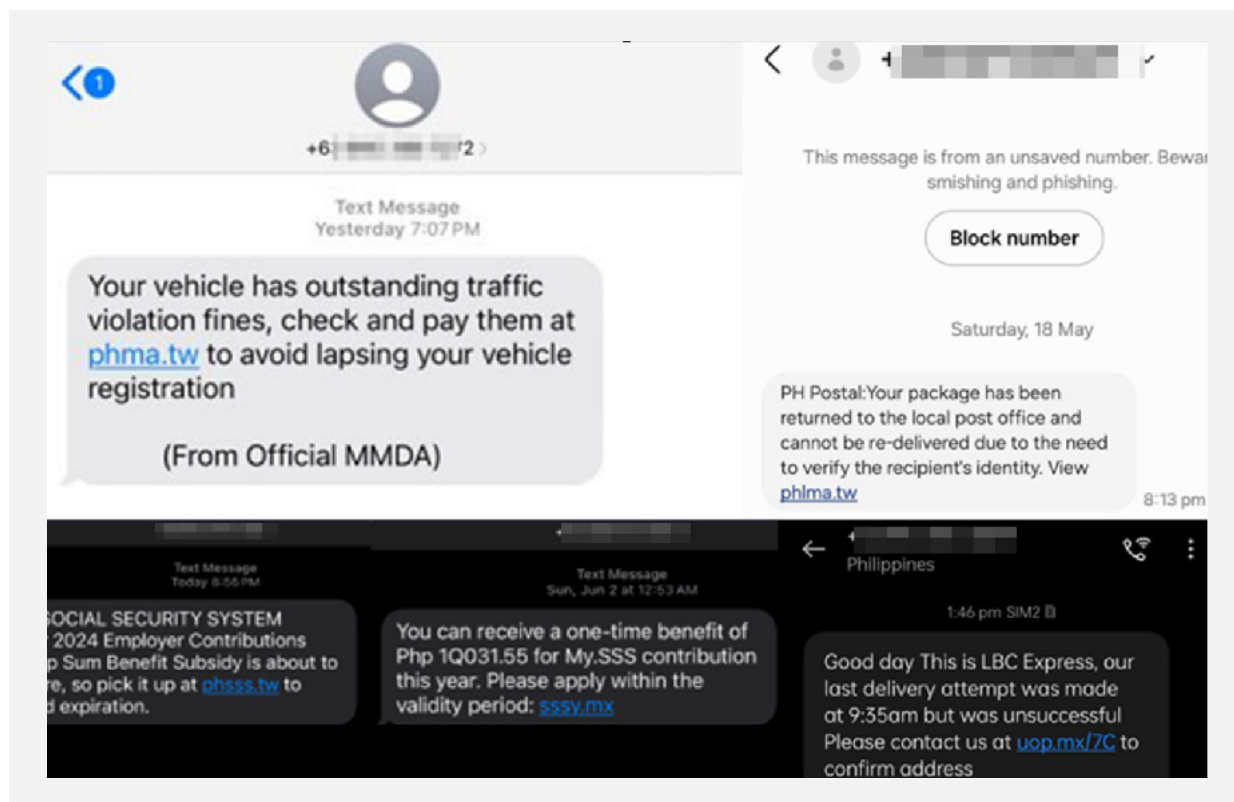 1
+6
2
Text Message
Yesterday 7:07 PM
Your vehicle has outstanding traffic
violation fines, check and pay them at
phma.tw to avoid lapsing your vehicle
registration
(From Official MMDA)
This message is from an unsaved number. Bewar
smishing and phishing.
Block number
Saturday, 18 May
PH Postal:Your package has been
returned to the local post office and
cannot be re-delivered due to the need
to verify the recipient's identity. View
phlma.tw
8:13 pm
Text Message
Today 8:56 PM
SOCIAL SECURITY SYSTEM
2024 Employer Contributions
p Sum Benefit Subsidy is about to
re, so pick it up at phsss.tw to
d expiration.
Text Message
Sun, Jun 2 at 12:53 AM
You can receive a one-time benefit of
Php 1Q031.55 for My.SSS contribution
this year. Please apply within the
validity period: sssy.mx
Philippines
1:46 pm SIM2
Good day This is LBC Express, our
last delivery attempt was made
at 9:35am but was unsuccessful
Please contact us at uop.mx/7C to
confirm address